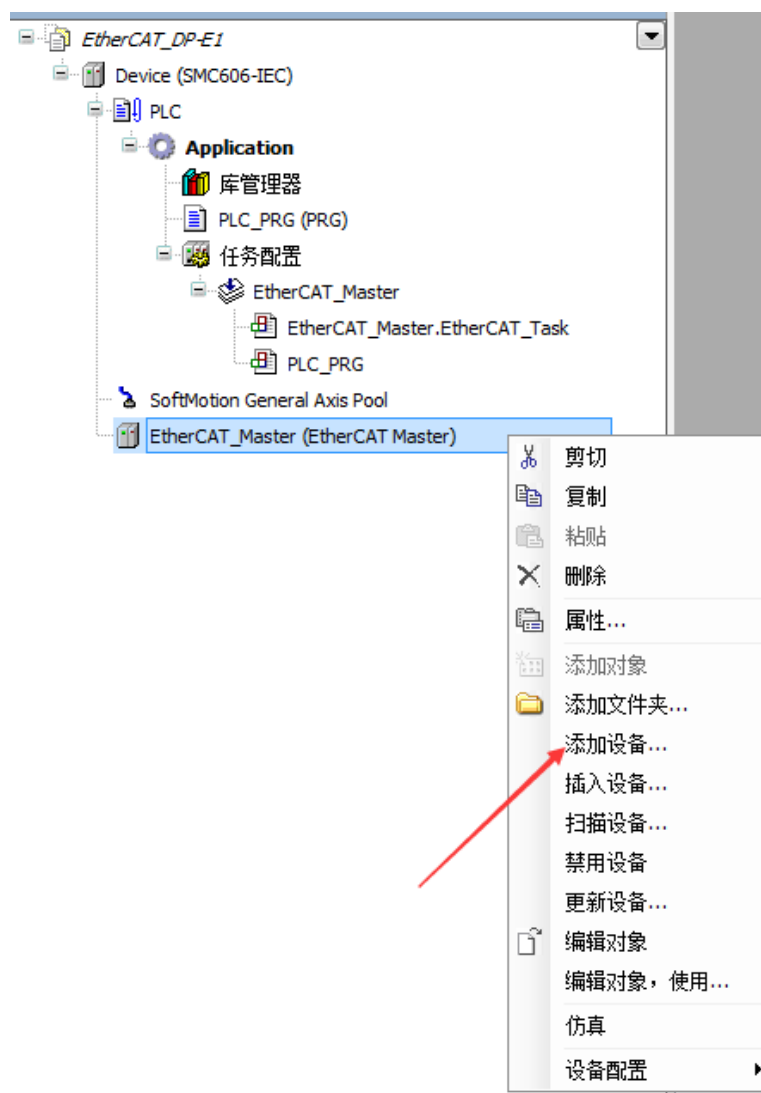 EtherCAT_DP-E1
Device (SMC606-IEC)
PLC
Application
库管理器
PLC_PRG (PRG)
任务配置
EtherCAT_Master
EtherCAT_Master.EtherCAT_Task
PLC_PRG
SoftMotion General Axis Pool
EtherCAT_Master (EtherCAT Master)
剪切
复制
粘贴
删除
属性...
添加对象
添加文件夹...
添加设备...
插入设备...
扫描设备...
禁用设备
更新设备...
编辑对象
编辑对象，使用...
仿真
设备配置